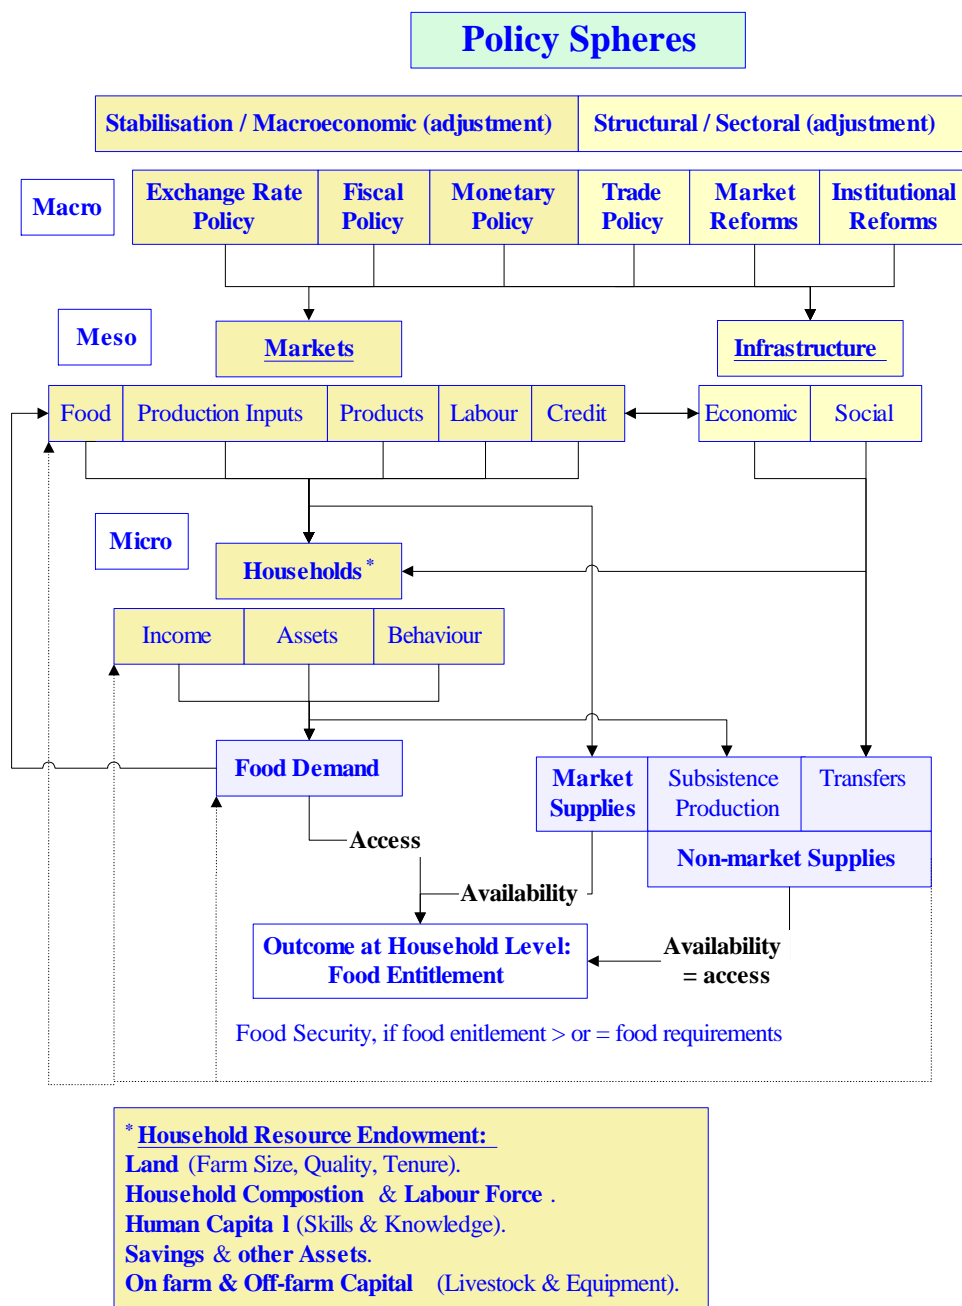 Policy Spheres
Stabilisation / Macroeconomic (adjustment)
Structural / Sectoral (adjustment)
Macro
Exchange Rate
Policy
Fiscal
Policy
Monetary
Policy
Trade
Policy
Market
Reforms
Institutional
Reforms
Meso
Markets
Infrastructure
Food
Production Inputs
Products
Labour
Credit
Economic
Social
Micro
Households *
Income
Assets
Behaviour
Food Demand
Market
Supplies
Subsistence
Production
Transfers
Non-market Supplies
Access
Availability
Outcome at Household Level:
Food Entitlement
Availability
= access
Food Security, if food enitlement > or = food requirements
* Household Resource Endowment:
Land (Farm Size, Quality, Tenure).
Household Compostion & Labour Force .
Human Capita l (Skills & Knowledge).
Savings & other Assets.
On farm & Off-farm Capital (Livestock & Equipment).